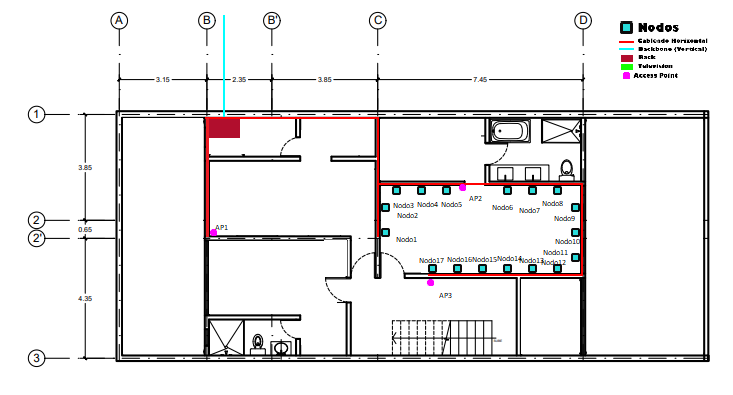 A B B' C D
Nodos
Cableado Horizontal
Backbone (Vertical)
Rack
Television
Access Point
3.15 2.35 3.85 7.45
1
3.85
2
0.65
2'
4.35
3
AP1
AP2
AP3
Nodo3 Nodo4 Nodo5
Nodo2
Nodo1
Nodo6 Nodo7 Nodo8
Nodo9
Nodo10
Nodo11
Nodo17 Nodo16 Nodo15 Nodo14 Nodo13 Nodo12